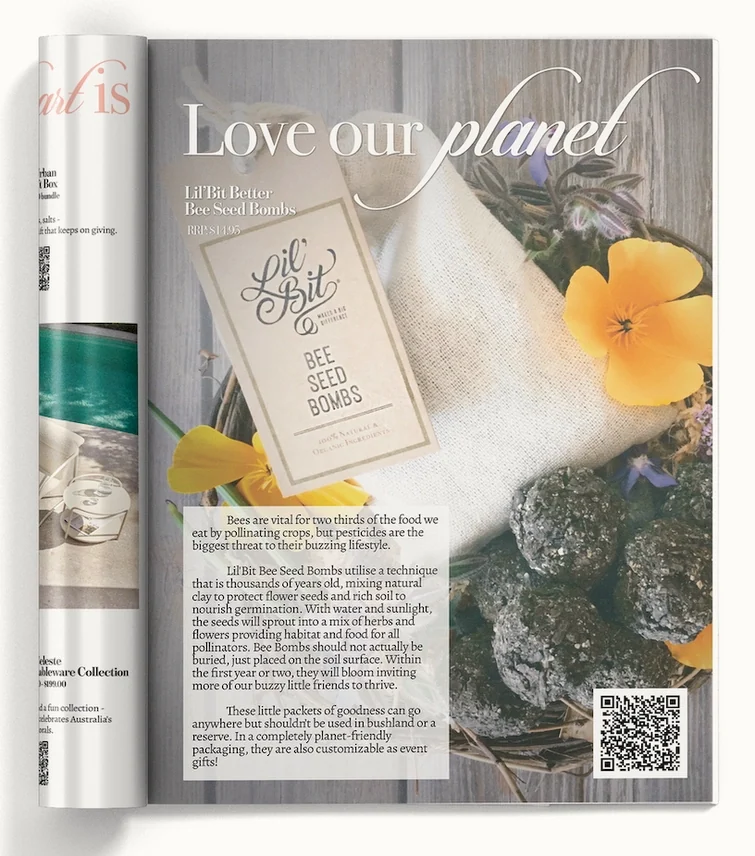 art is
rban
t Box
bundle
s, salts -
ft that keeps on giving.
eleste
ableware Collection
0-$199.00
d a fun collection -
celebrates Australia's
orals.
Love our planet
Lil'Bit Better
Bee Seed Bombs
RRP $14.95
Lil'
Bit
MAKES A BIG
DIFFERENCE
BEE
SEED
BOMBS
100% Natural &
Organic Ingredients
Bees are vital for two thirds of the food we
eat by pollinating crops, but pesticides are the
biggest threat to their buzzing lifestyle.
Lil'Bit Bee Seed Bombs utilise a technique
that is thousands of years old, mixing natural
clay to protect flower seeds and rich soil to
nourish germination. With water and sunlight,
the seeds will sprout into a mix of herbs and
flowers providing habitat and food for all
pollinators. Bee Bombs should not actually be
buried, just placed on the soil surface. Within
the first year or two, they will bloom inviting
more of our buzzy little friends to thrive.
These little packets of goodness can go
anywhere but shouldn't be used in bushland or a
reserve. In a completely planet-friendly
packaging, they are also customizable as event
gifts!